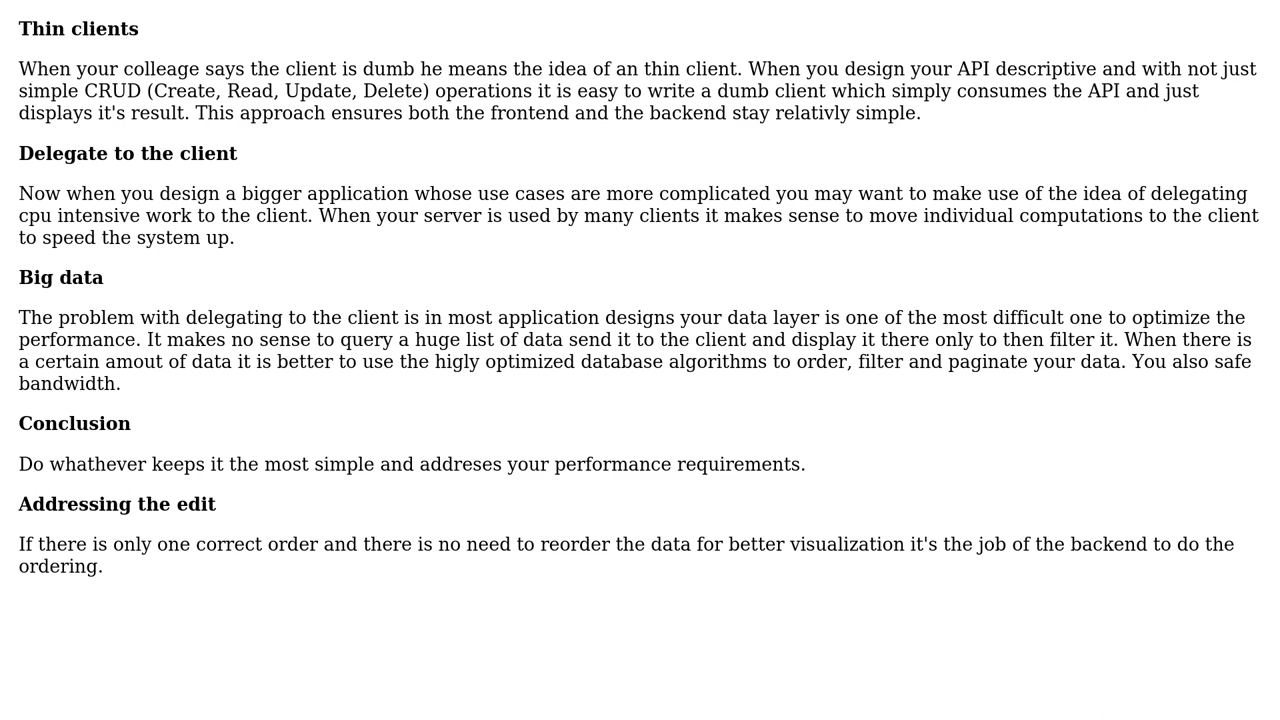 Thin clients
When your colleage says the client is dumb he means the idea of an thin client. When you design your API descriptive and with not just
simple CRUD (Create, Read, Update, Delete) operations it is easy to write a dumb client which simply consumes the API and just
displays it's result. This approach ensures both the frontend and the backend stay relativly simple.
Delegate to the client
Now when you design a bigger application whose use cases are more complicated you may want to make use of the idea of delegating
cpu intensive work to the client. When your server is used by many clients it makes sense to move individual computations to the client
to speed the system up.
Big data
The problem with delegating to the client is in most application designs your data layer is one of the most difficult one to optimize the
performance. It makes no sense to query a huge list of data send it to the client and display it there only to then filter it. When there is
a certain amout of data it is better to use the higly optimized database algorithms to order, filter and paginate your data. You also safe
bandwidth.
Conclusion
Do whathever keeps it the most simple and addreses your performance requirements.
Addressing the edit
If there is only one correct order and there is no need to reorder the data for better visualization it's the job of the backend to do the
ordering.